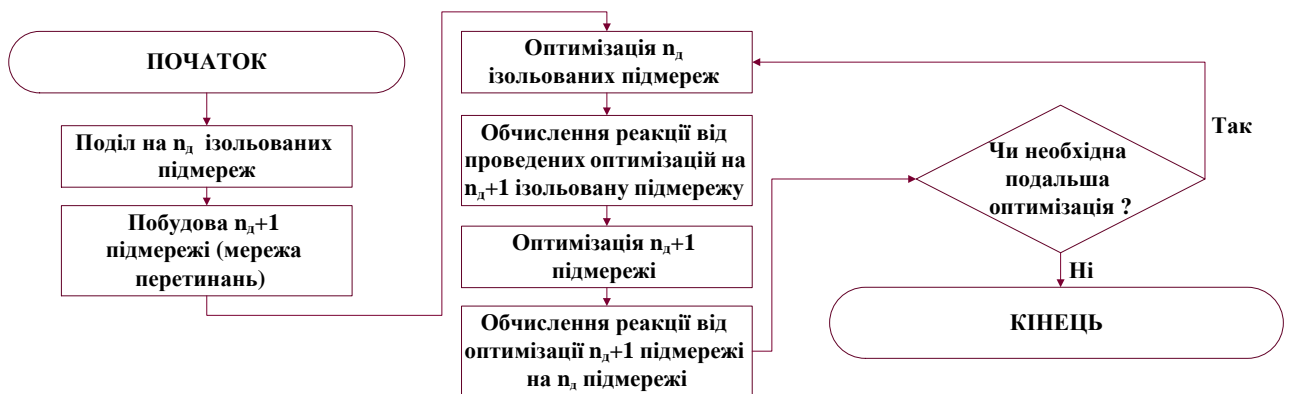 ПОЧАТОК
Поділ на nд ізольованих
підмереж
Побудова nд+1
підмережі (мережа
перетинань)
Оптимізація nд
ізольованих підмереж
Обчислення реакції від
проведених оптимізацій на
nд+1 ізольовану підмережу
Оптимізація nд+1
підмережі
Обчислення реакції від
оптимізації nд+1 підмережі
на nд підмережі
Чи необхідна
подальша
оптимізація ?
Так
Ні
КІНЕЦЬ